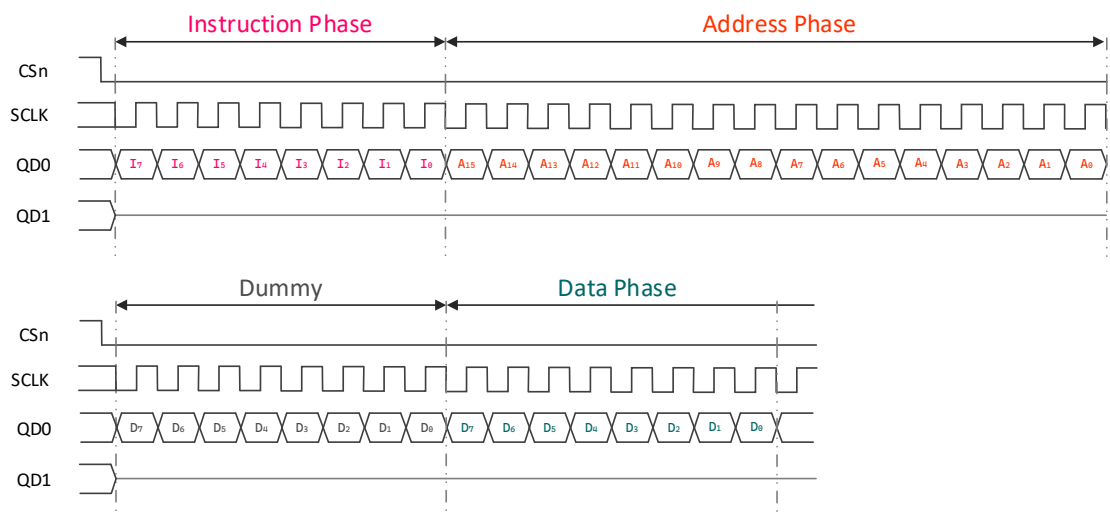 Instruction Phase Address Phase
CSn
SCLK
QD0 I7 I6 I5 I4 I3 I2 I1 I0 A15 A14 A13 A12 A11 A10 A9 A8 A7 A6 A5 A4 A3 A2 A1 A0
QD1
Dummy Data Phase
CSn
SCLK
QD0 D7 D6 D5 D4 D3 D2 D1 D0 D7 D6 D5 D4 D3 D2 D1 D0
QD1